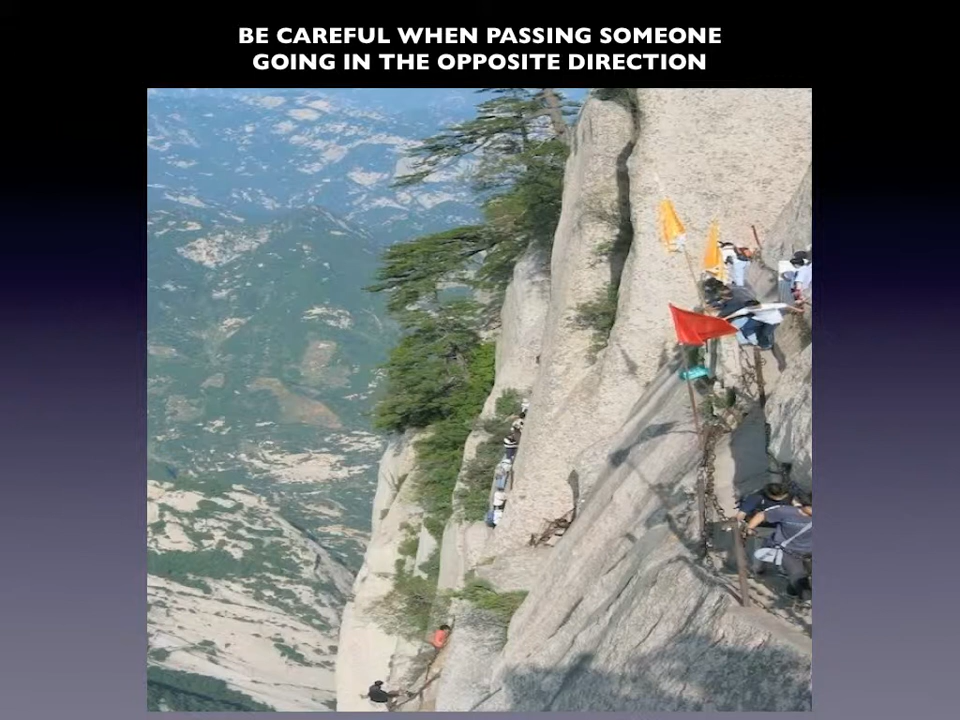 BE CAREFUL WHEN PASSING SOMEONE
GOING IN THE OPPOSITE DIRECTION